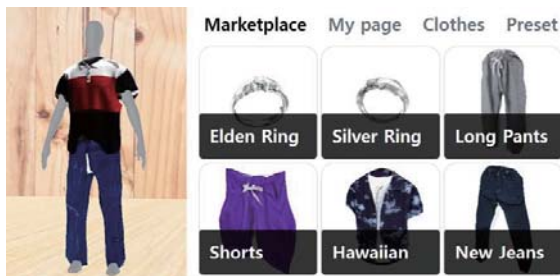 Marketplace My page Clothes Preset
Elden Ring Silver Ring Long Pants
Shorts Hawaiian New Jeans